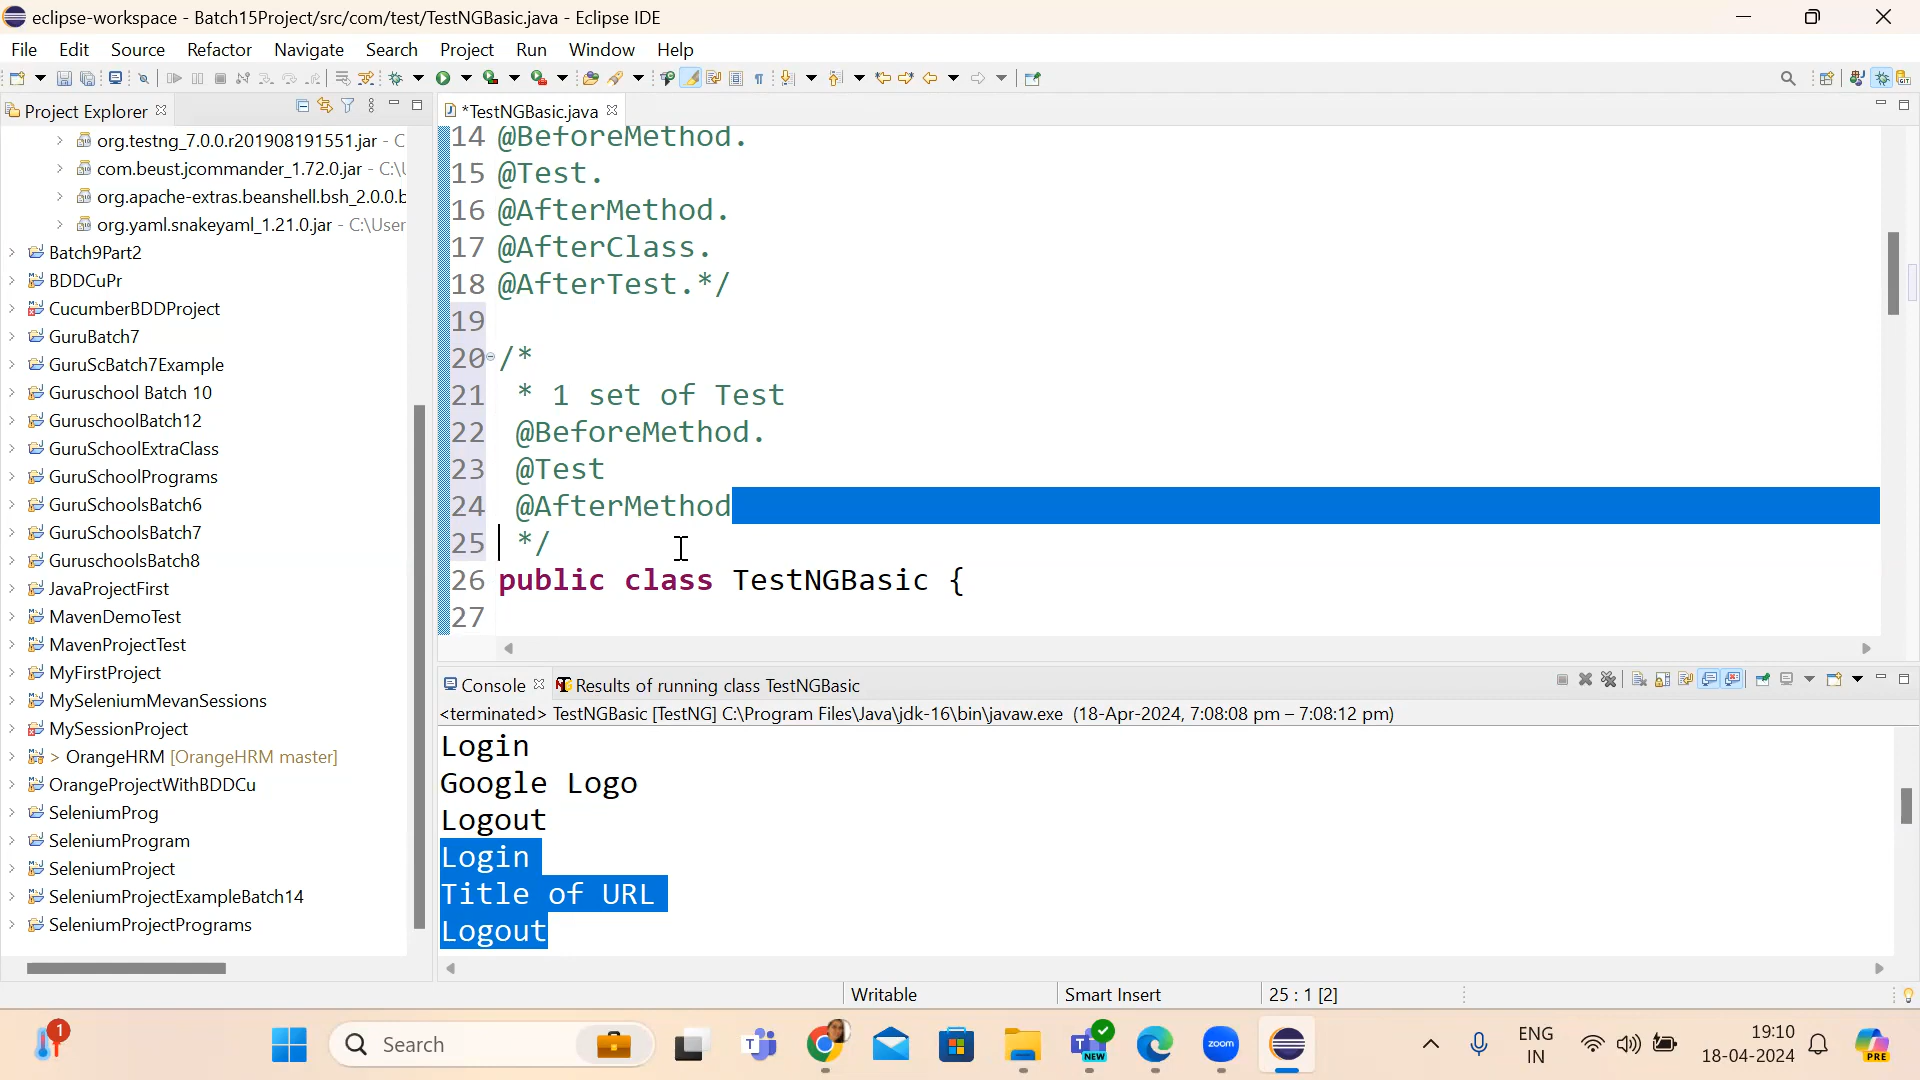 eclipse-workspace - Batch15Project/src/com/test/TestNGBasic.java - Eclipse IDE
File Edit Source Refactor Navigate Search Project Run Window Help
Project Explorer
*TestNGBasic.java
org.testng_7.0.0.r201908191551.jar - C
com.beust.jcommander_1.72.0.jar - C:\U
org.apache-extras.beanshell.bsh_2.0.0.b
org.yaml.snakeyaml_1.21.0.jar - C:\User
Batch9Part2
BDDCuPr
CucumberBDDProject
GuruBatch7
GuruScBatch7Example
Guruschool Batch 10
GuruschoolBatch12
GuruSchoolExtraClass
GuruSchoolPrograms
GuruSchoolsBatch6
GuruSchoolsBatch7
GuruschoolsBatch8
JavaProjectFirst
MavenDemoTest
MavenProjectTest
MyFirstProject
MySeleniumMevanSessions
MySessionProject
> OrangeHRM [OrangeHRM master]
OrangeProjectWithBDDCu
SeleniumProg
SeleniumProgram
SeleniumProject
SeleniumProjectExampleBatch14
SeleniumProjectPrograms
14 @BeforeMethod.
15 @Test.
16 @AfterMethod.
17 @AfterClass.
18 @AfterTest.*/
19
20 /*
21 * 1 set of Test
22 @BeforeMethod.
23 @Test
24 @AfterMethod
25 */
26 public class TestNGBasic {
27
Console Results of running class TestNGBasic
<terminated> TestNGBasic [TestNG] C:\Program Files\Java\jdk-16\bin\javaw.exe (18-Apr-2024, 7:08:08 pm – 7:08:12 pm)
Login
Google Logo
Logout
Login
Title of URL
Logout
Writable Smart Insert 25 : 1 [2]
1
Search
NEW
zoom
ENG
IN
19:10
18-04-2024
PRE